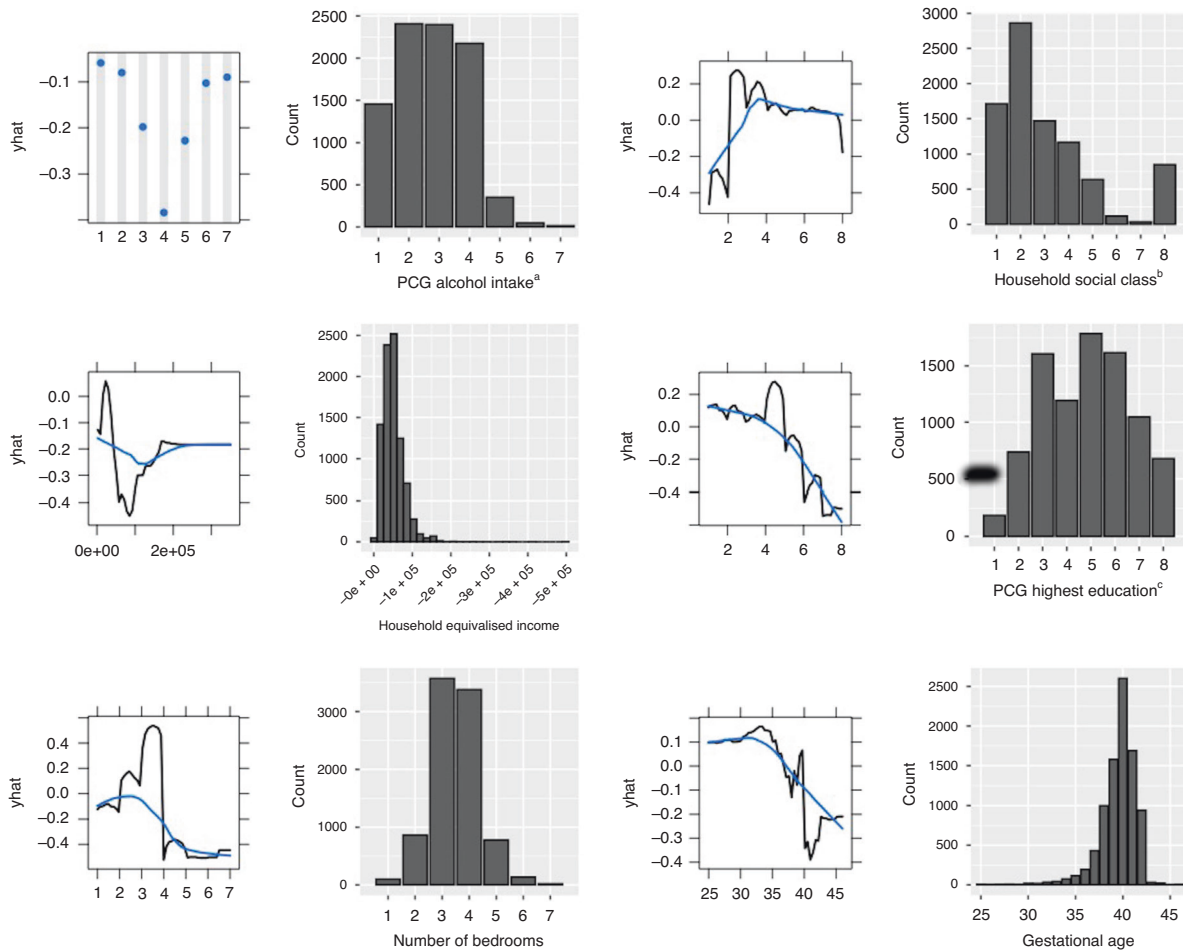 yhat
−0.1
−0.2
−0.3
1 2 3 4 5 6 7
Count
2500
2000
1500
1000
500
0
1 2 3 4 5 6 7
PCG alcohol intakeᵃ
yhat
0.2
0.0
−0.2
−0.4
2 4 6 8
Count
3000
2500
2000
1500
1000
500
0
1 2 3 4 5 6 7 8
Household social classᵇ
yhat
0.0
−0.1
−0.2
−0.3
−0.4
0e+00 2e+05
Count
2500
2000
1500
1000
500
0
−0e + 00 −1e + 05 −2e + 05 −3e + 05 −4e + 05 −5e + 05
Household equivalised income
yhat
0.2
0.0
−0.2
−0.4
2 4 6 8
Count
1500
1000
500
0
1 2 3 4 5 6 7 8
PCG highest educationᶜ
yhat
0.4
0.2
0.0
−0.2
−0.4
1 2 3 4 5 6 7
Count
3000
2000
1000
0
1 2 3 4 5 6 7
Number of bedrooms
yhat
0.1
0.0
−0.1
−0.2
−0.3
−0.4
25 30 35 40 45
Count
2500
2000
1500
1000
500
0
25 30 35 40 45
Gestational age